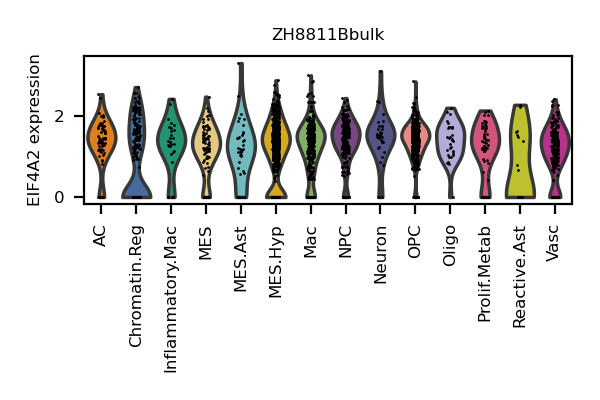 ZH8811Bbulk
EIF4A2 expression
2
0
AC
Chromatin.Reg
Inflammatory.Mac
MES
MES.Ast
MES.Hyp
Mac
NPC
Neuron
OPC
Oligo
Prolif.Metab
Reactive.Ast
Vasc